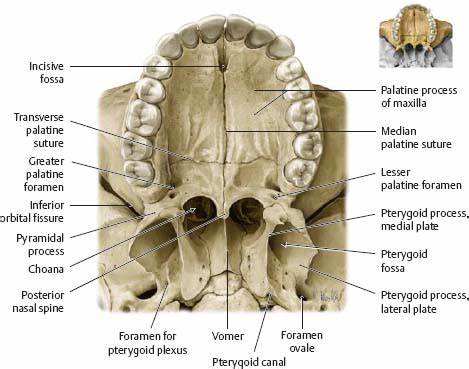 Incisive
fossa
Transverse
palatine
suture
Greater
palatine
foramen
Inferior
orbital fissure
Pyramidal
process
Choana
Posterior
nasal spine
Palatine process
of maxilla
Median
palatine suture
Lesser
palatine foramen
Pterygoid process,
medial plate
Pterygoid
fossa
Pterygoid process,
lateral plate
Foramen for
pterygoid plexus
Vomer
Pterygoid canal
Foramen
ovale